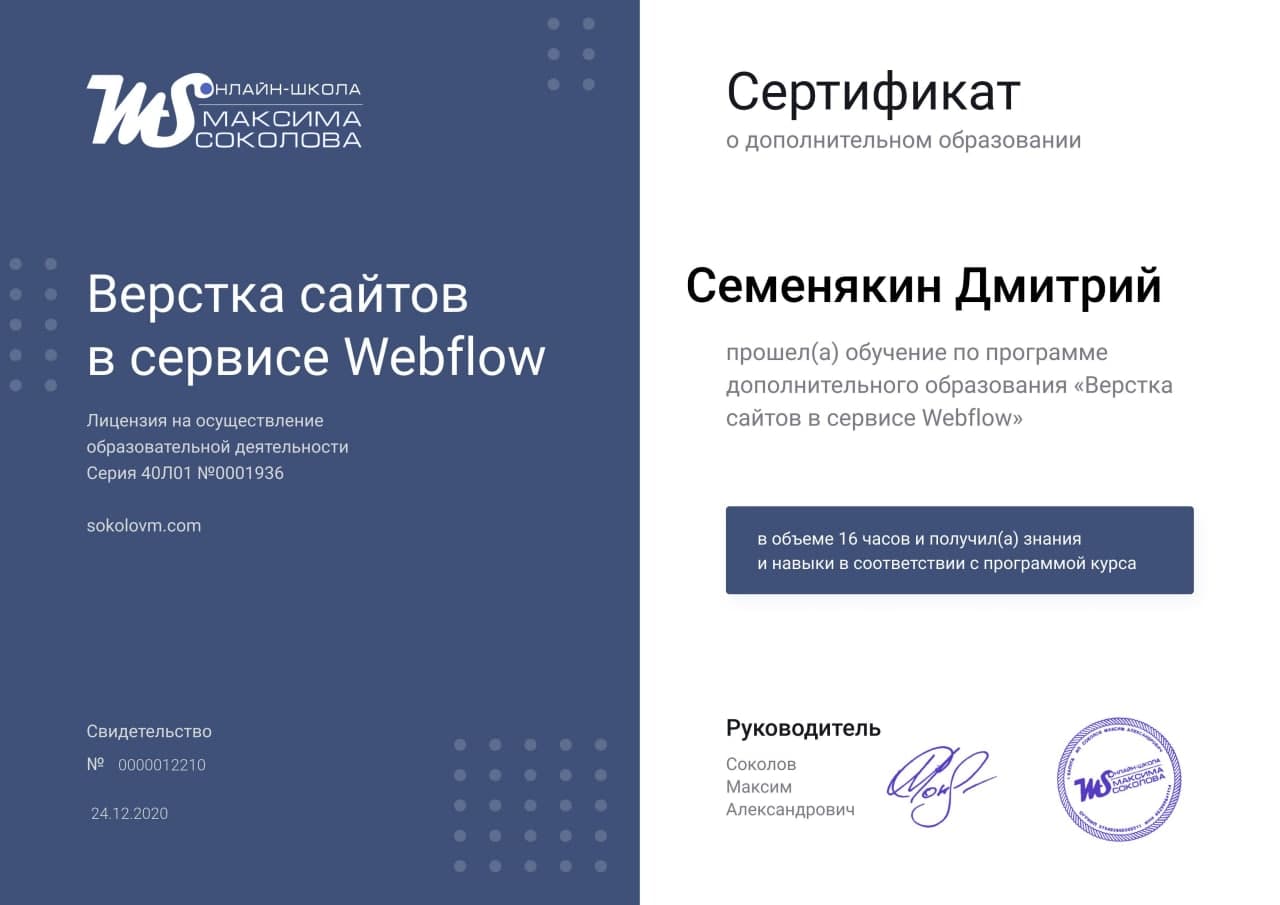 ОНЛАЙН-ШКОЛА
МАКСИМА
СОКОЛОВА
Верстка сайтов
в сервисе Webflow
Лицензия на осуществление
образовательной деятельности
Серия 40Л01 №0001936
sokolovm.com
Свидетельство
№ 0000012210
24.12.2020
Сертификат
о дополнительном образовании
Семенякин Дмитрий
прошел(а) обучение по программе
дополнительного образования «Верстка
сайтов в сервисе Webflow»
в объеме 16 часов и получил(а) знания
и навыки в соответствии с программой курса
Руководитель
Соколов
Максим
Александрович
ОНЛАЙН-ШКОЛА
МАКСИМА
СОКОЛОВА